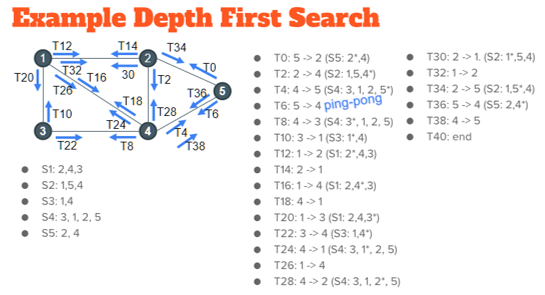 Example Depth First Search
T12
T14
T34
1
2
T0
T20
T32
T16
30
T2
T26
T36
5
T18
T6
T10
T24
T28
T4
3
4
T22
T8
T38
S1: 2,4,3
S2: 1,5,4
S3: 1,4
S4: 3, 1, 2, 5
S5: 2, 4
T0: 5 -> 2 (S5: 2*,4)
T2: 2 -> 4 (S2: 1,5,4*)
T4: 4 -> 5 (S4: 3, 1, 2, 5*)
T6: 5 -> 4 ping-pong
T8: 4 -> 3 (S4: 3*, 1, 2, 5)
T10: 3 -> 1 (S3: 1*,4)
T12: 1 -> 2 (S1: 2*,4,3)
T14: 2 -> 1
T16: 1 -> 4 (S1: 2,4*,3)
T18: 4 -> 1
T20: 1 -> 3 (S1: 2,4,3*)
T22: 3 -> 4 (S3: 1,4*)
T24: 4 -> 1 (S4: 3, 1*, 2, 5)
T26: 1 -> 4
T28: 4 -> 2 (S4: 3, 1, 2*, 5)
T30: 2 -> 1. (S2: 1*,5,4)
T32: 1 -> 2
T34: 2 -> 5 (S2: 1,5*,4)
T36: 5 -> 4 (S5: 2,4*)
T38: 4 -> 5
T40: end